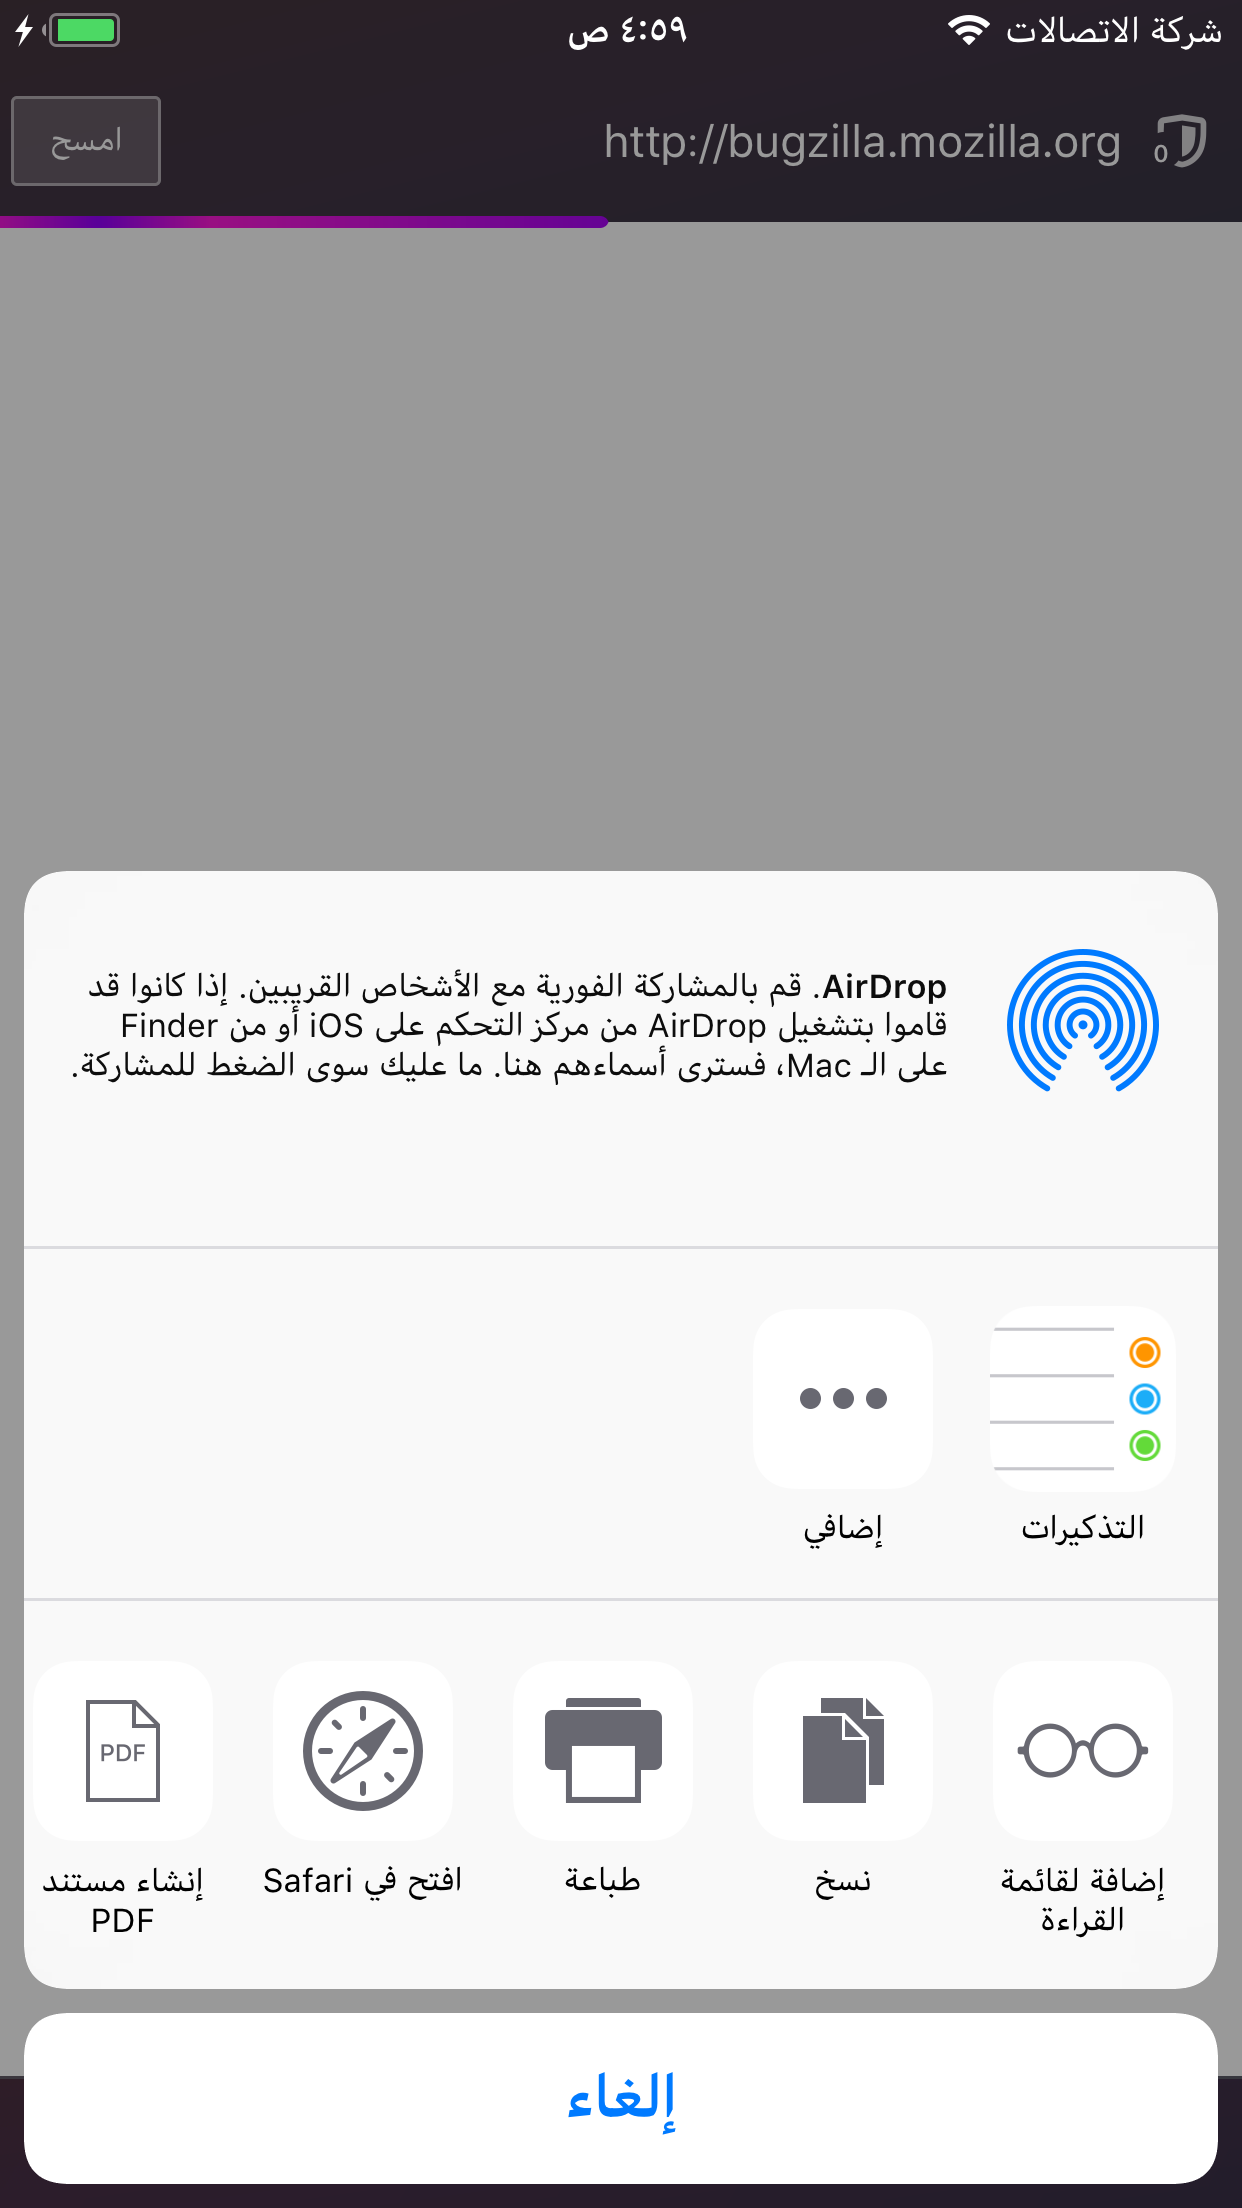 شركة الاتصالات
٤:٥٩ ص
0
http://bugzilla.mozilla.org
امسح
AirDrop. قم بالمشاركة الفورية مع الأشخاص القريبين. إذا كانوا قد
قاموا بتشغيل AirDrop من مركز التحكم على iOS أو من Finder
على الـ Mac، فسترى أسماءهم هنا. ما عليك سوى الضغط للمشاركة.
التذكيرات
إضافي
PDF
إضافة لقائمة
القراءة
نسخ
طباعة
افتح في Safari
إنشاء مستند
PDF
إلغاء